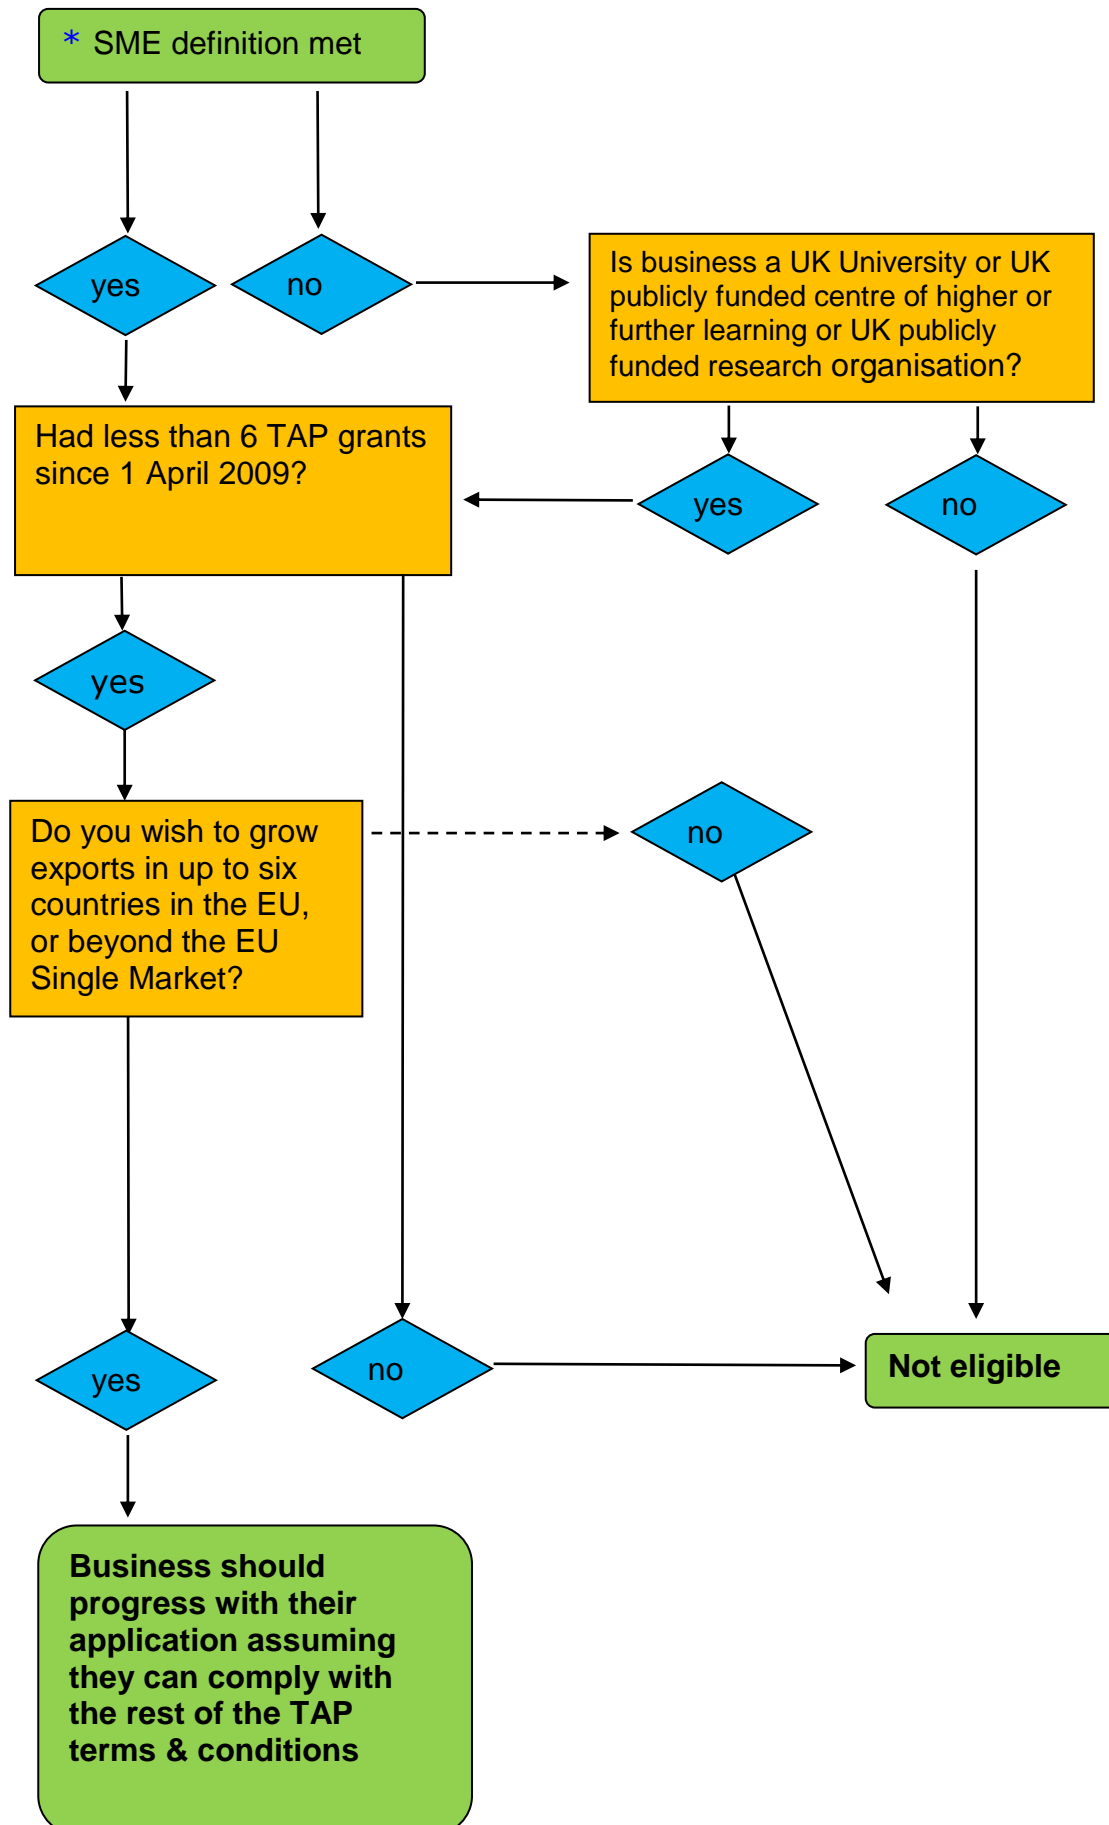 * SME definition met
yes
no
Is business a UK University or UK
publicly funded centre of higher or
further learning or UK publicly
funded research organisation?
Had less than 6 TAP grants
since 1 April 2009?
yes
no
yes
Do you wish to grow
exports in up to six
countries in the EU,
or beyond the EU
Single Market?
no
yes
no
Not eligible
Business should
progress with their
application assuming
they can comply with
the rest of the TAP
terms & conditions